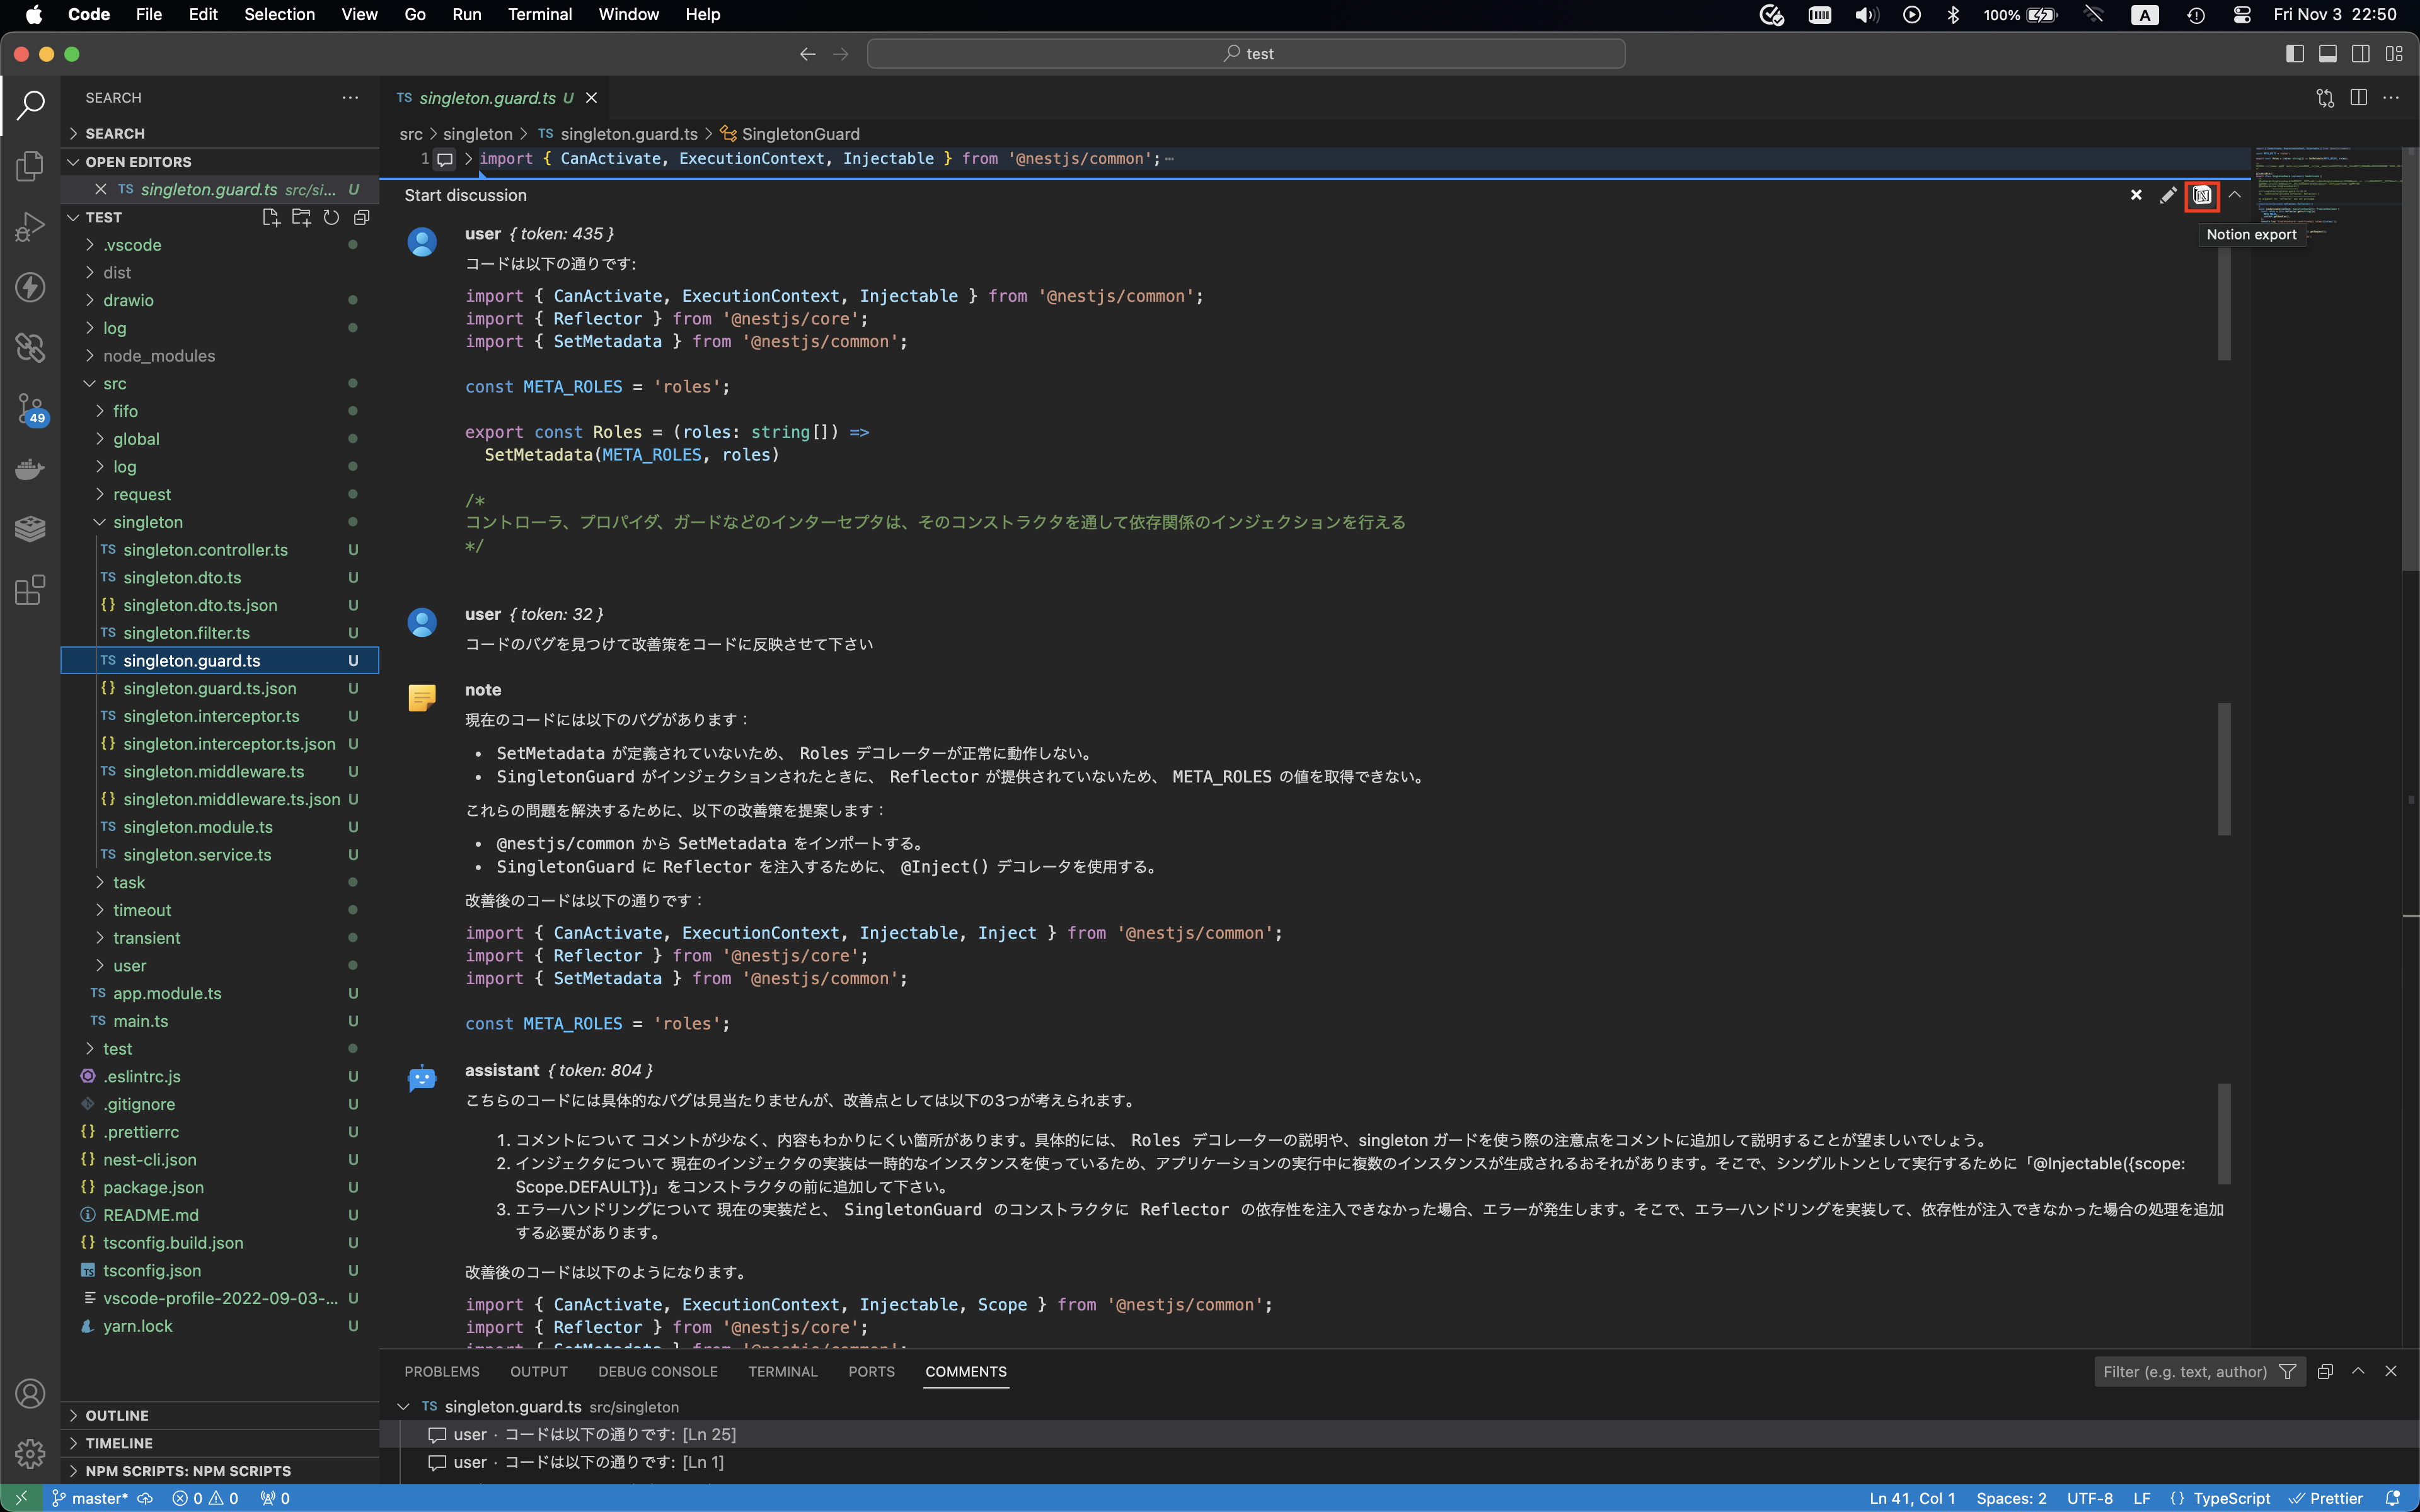 Code File Edit Selection View Go Run Terminal Window Help
100% A Fri Nov 3 22:50
test
SEARCH
SEARCH
OPEN EDITORS
TS singleton.guard.ts src/si... U
TEST
.vscode
dist
drawio
log
node_modules
src
fifo
global
log
request
singleton
TS singleton.controller.ts U
TS singleton.dto.ts U
{} singleton.dto.ts.json U
TS singleton.filter.ts U
TS singleton.guard.ts U
{} singleton.guard.ts.json U
TS singleton.interceptor.ts U
{} singleton.interceptor.ts.json U
TS singleton.middleware.ts U
{} singleton.middleware.ts.json U
TS singleton.module.ts U
TS singleton.service.ts U
task
timeout
transient
user
TS app.module.ts U
TS main.ts U
test
.eslintrc.js U
.gitignore U
{} .prettierrc U
{} nest-cli.json U
{} package.json U
README.md U
{} tsconfig.build.json U
TS tsconfig.json U
vscode-profile-2022-09-03-... U
yarn.lock U
OUTLINE
TIMELINE
NPM SCRIPTS: NPM SCRIPTS
49
TS singleton.guard.ts U
src > singleton > TS singleton.guard.ts > SingletonGuard
1 import { CanActivate, ExecutionContext, Injectable } from '@nestjs/common';
Start discussion
Notion export
user { token: 435 }
コードは以下の通りです:
import { CanActivate, ExecutionContext, Injectable } from '@nestjs/common';
import { Reflector } from '@nestjs/core';
import { SetMetadata } from '@nestjs/common';
const META_ROLES = 'roles';
export const Roles = (roles: string[]) =>
SetMetadata(META_ROLES, roles)
/*
コントローラ、プロパイダ、ガードなどのインターセプタは、そのコンストラクタを通して依存関係のインジェクションを行える
*/
user { token: 32 }
コードのバグを見つけて改善策をコードに反映させて下さい
note
現在のコードには以下のバグがあります：
• SetMetadata が定義されていないため、 Roles デコレーターが正常に動作しない。
• SingletonGuard がインジェクションされたときに、 Reflector が提供されていないため、 META_ROLES の値を取得できない。
これらの問題を解決するために、以下の改善策を提案します：
• @nestjs/common から SetMetadata をインポートする。
• SingletonGuard に Reflector を注入するために、 @Inject() デコレータを使用する。
改善後のコードは以下の通りです：
import { CanActivate, ExecutionContext, Injectable, Inject } from '@nestjs/common';
import { Reflector } from '@nestjs/core';
import { SetMetadata } from '@nestjs/common';
const META_ROLES = 'roles';
assistant { token: 804 }
こちらのコードには具体的なバグは見当たりませんが、改善点としては以下の3つが考えられます。
1. コメントについて コメントが少なく、内容もわかりにくい箇所があります。具体的には、 Roles デコレーターの説明や、singleton ガードを使う際の注意点をコメントに追加して説明することが望ましいでしょう。
2. インジェクタについて 現在のインジェクタの実装は一時的なインスタンスを使っているため、アプリケーションの実行中に複数のインスタンスが生成されるおそれがあります。そこで、シングルトンとして実行するために「@Injectable({scope:
Scope.DEFAULT})」をコンストラクタの前に追加して下さい。
3. エラーハンドリングについて 現在の実装だと、 SingletonGuard のコンストラクタに Reflector の依存性を注入できなかった場合、エラーが発生します。そこで、エラーハンドリングを実装して、依存性が注入できなかった場合の処理を追加
する必要があります。
改善後のコードは以下のようになります。
import { CanActivate, ExecutionContext, Injectable, Scope } from '@nestjs/common';
import { Reflector } from '@nestjs/core';
import { SetMetadata } from '@nestjs/common';
PROBLEMS OUTPUT DEBUG CONSOLE TERMINAL PORTS COMMENTS
Filter (e.g. text, author)
TS singleton.guard.ts src/singleton
user · コードは以下の通りです: [Ln 25]
user · コードは以下の通りです: [Ln 1]
master* 0 0 0
Ln 41, Col 1 Spaces: 2 UTF-8 LF {} TypeScript Prettier